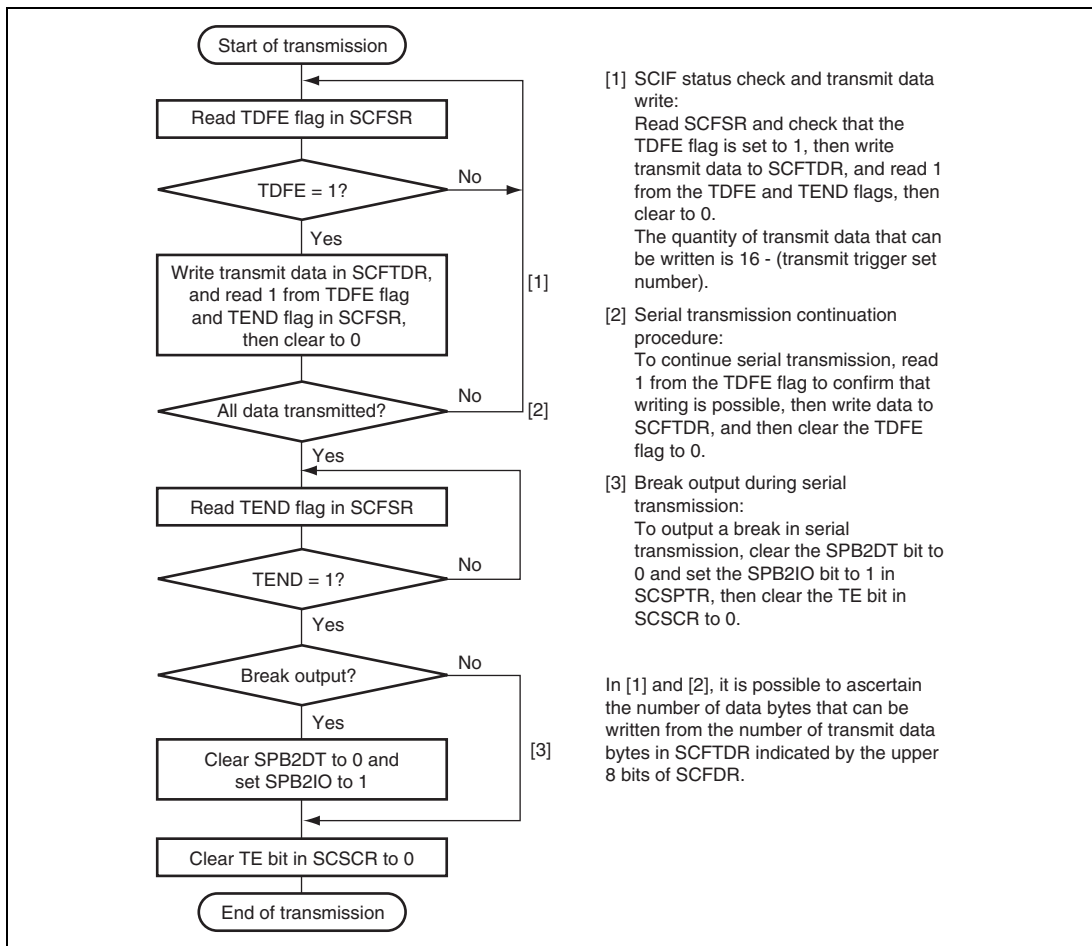 Start of transmission
Read TDFE flag in SCFSR
TDFE = 1?
No
Yes
Write transmit data in SCFTDR,
and read 1 from TDFE flag
and TEND flag in SCFSR,
then clear to 0
[1]
All data transmitted?
No
[2]
Yes
Read TEND flag in SCFSR
TEND = 1?
No
Yes
Break output?
No
Yes
Clear SPB2DT to 0 and
set SPB2IO to 1
[3]
Clear TE bit in SCSCR to 0
End of transmission
[1] SCIF status check and transmit data
write:
Read SCFSR and check that the
TDFE flag is set to 1, then write
transmit data to SCFTDR, and read 1
from the TDFE and TEND flags, then
clear to 0.
The quantity of transmit data that can
be written is 16 - (transmit trigger set
number).
[2] Serial transmission continuation
procedure:
To continue serial transmission, read
1 from the TDFE flag to confirm that
writing is possible, then write data to
SCFTDR, and then clear the TDFE
flag to 0.
[3] Break output during serial
transmission:
To output a break in serial
transmission, clear the SPB2DT bit to
0 and set the SPB2IO bit to 1 in
SCSPTR, then clear the TE bit in
SCSCR to 0.
In [1] and [2], it is possible to ascertain
the number of data bytes that can be
written from the number of transmit data
bytes in SCFTDR indicated by the upper
8 bits of SCFDR.